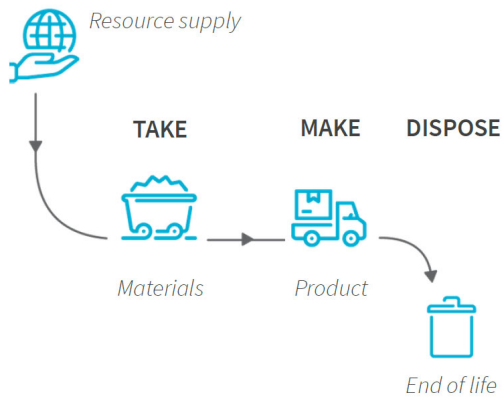 Resource supply
TAKE
MAKE
DISPOSE
Materials
Product
End of life